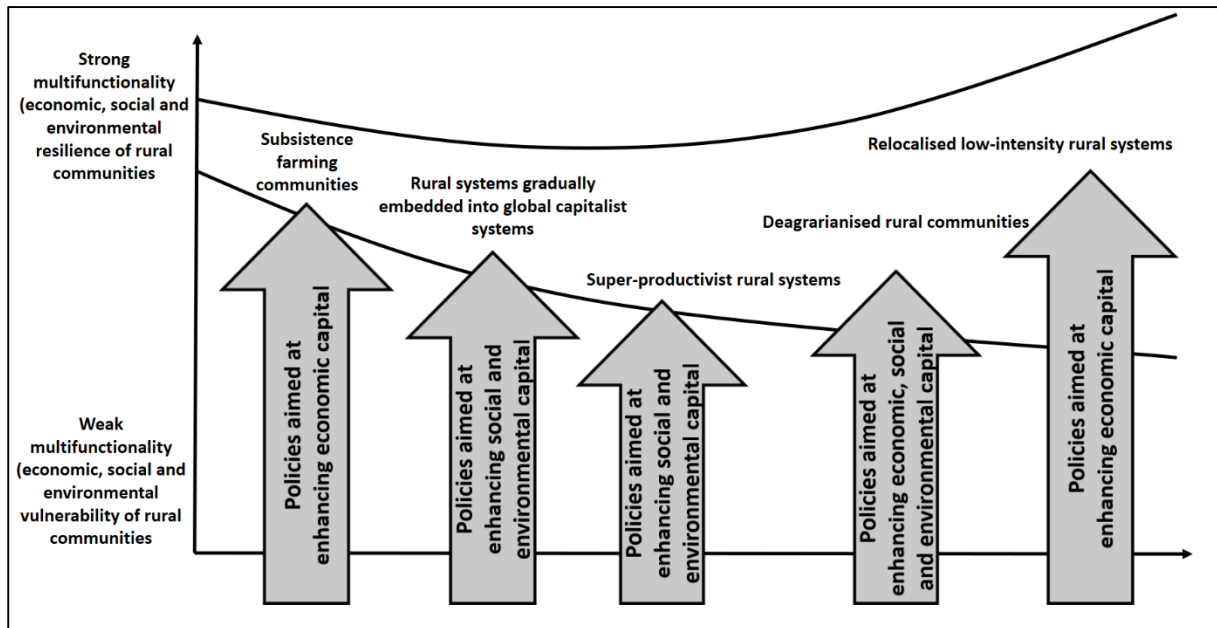 Strong
multifunctionality
(economic, social and
environmental
resilience of rural
communities
Weak
multifunctionality
(economic, social and
environmental
vulnerability of rural
communities
Subsistence
farming
communities
Rural systems gradually
embedded into global capitalist
systems
Super-productivist rural systems
Deagrarianised rural communities
Relocalised low-intensity rural systems
Policies aimed at
enhancing economic capital
Policies aimed at
enhancing social and
environmental capital
Policies aimed at
enhancing social and
environmental capital
Policies aimed at
enhancing economic, social
and environmental capital
Policies aimed at
enhancing economic capital